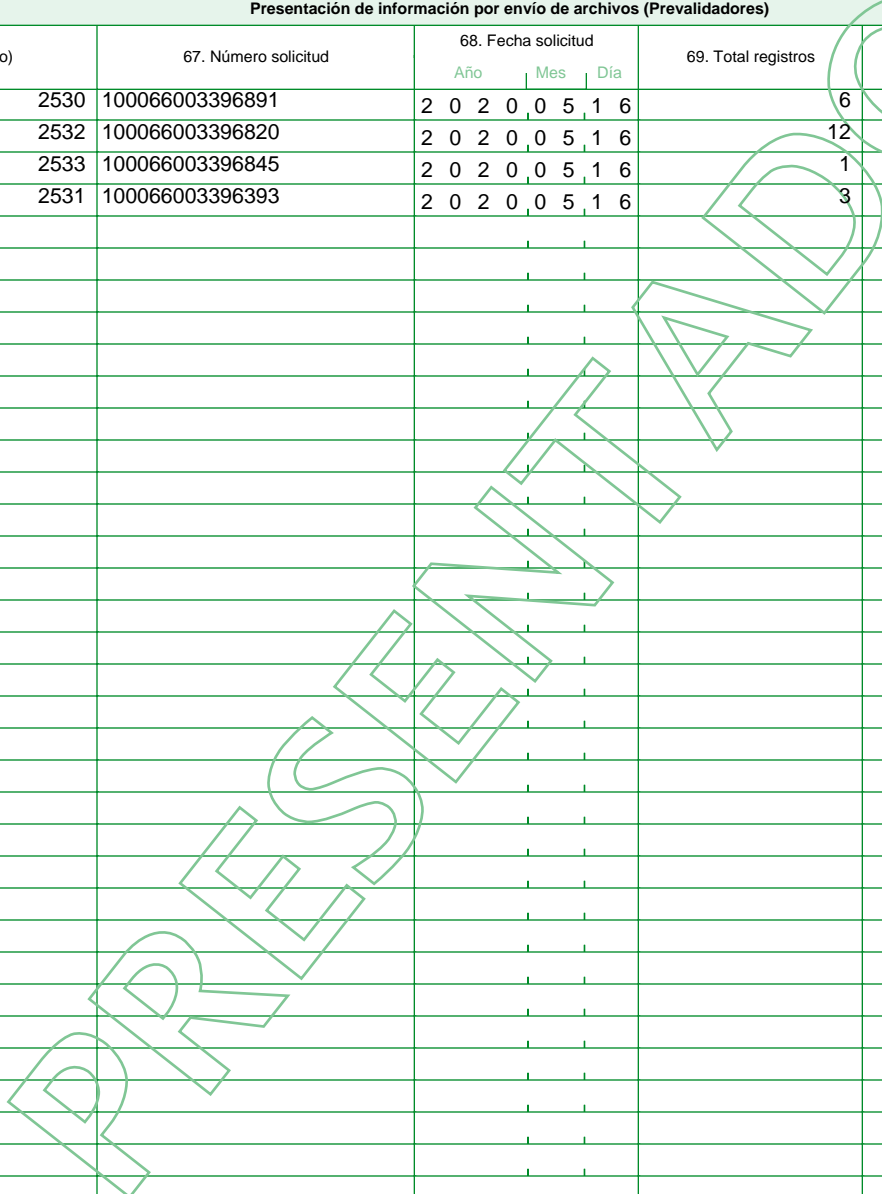 Presentación de información por envío de archivos (Prevalidadores)
o) 67. Número solicitud 68. Fecha solicitud 69. Total registros
Año Mes Día
2530 100066003396891 2 0 2 0 0 5 1 6 6
2532 100066003396820 2 0 2 0 0 5 1 6 12
2533 100066003396845 2 0 2 0 0 5 1 6 1
2531 100066003396393 2 0 2 0 0 5 1 6 3
PRESENTADO